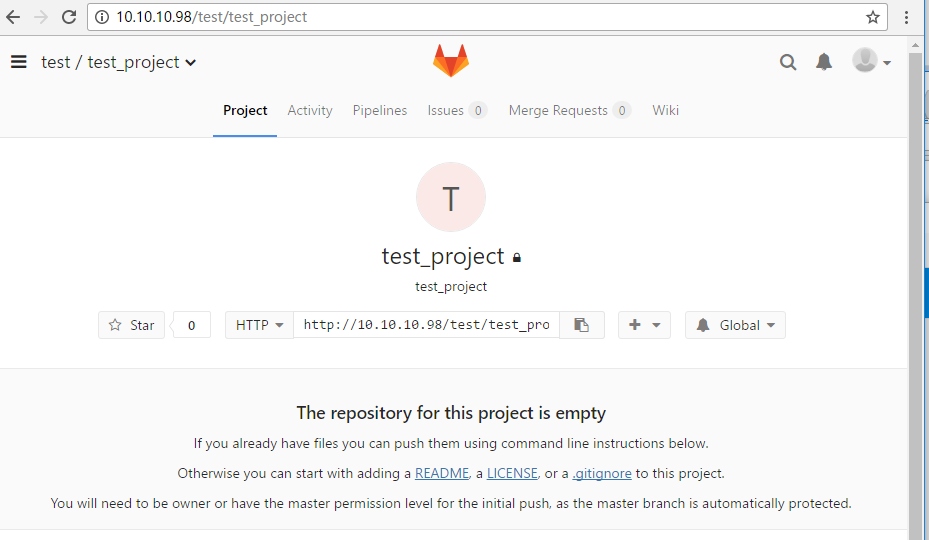 10.10.10.98/test/test_project
test / test_project
Project Activity Pipelines Issues 0 Merge Requests 0 Wiki
T
test_project
test_project
Star 0 HTTP http://10.10.10.98/test/test_pro Global
The repository for this project is empty
If you already have files you can push them using command line instructions below.
Otherwise you can start with adding a README, a LICENSE, or a .gitignore to this project.
You will need to be owner or have the master permission level for the initial push, as the master branch is automatically protected.